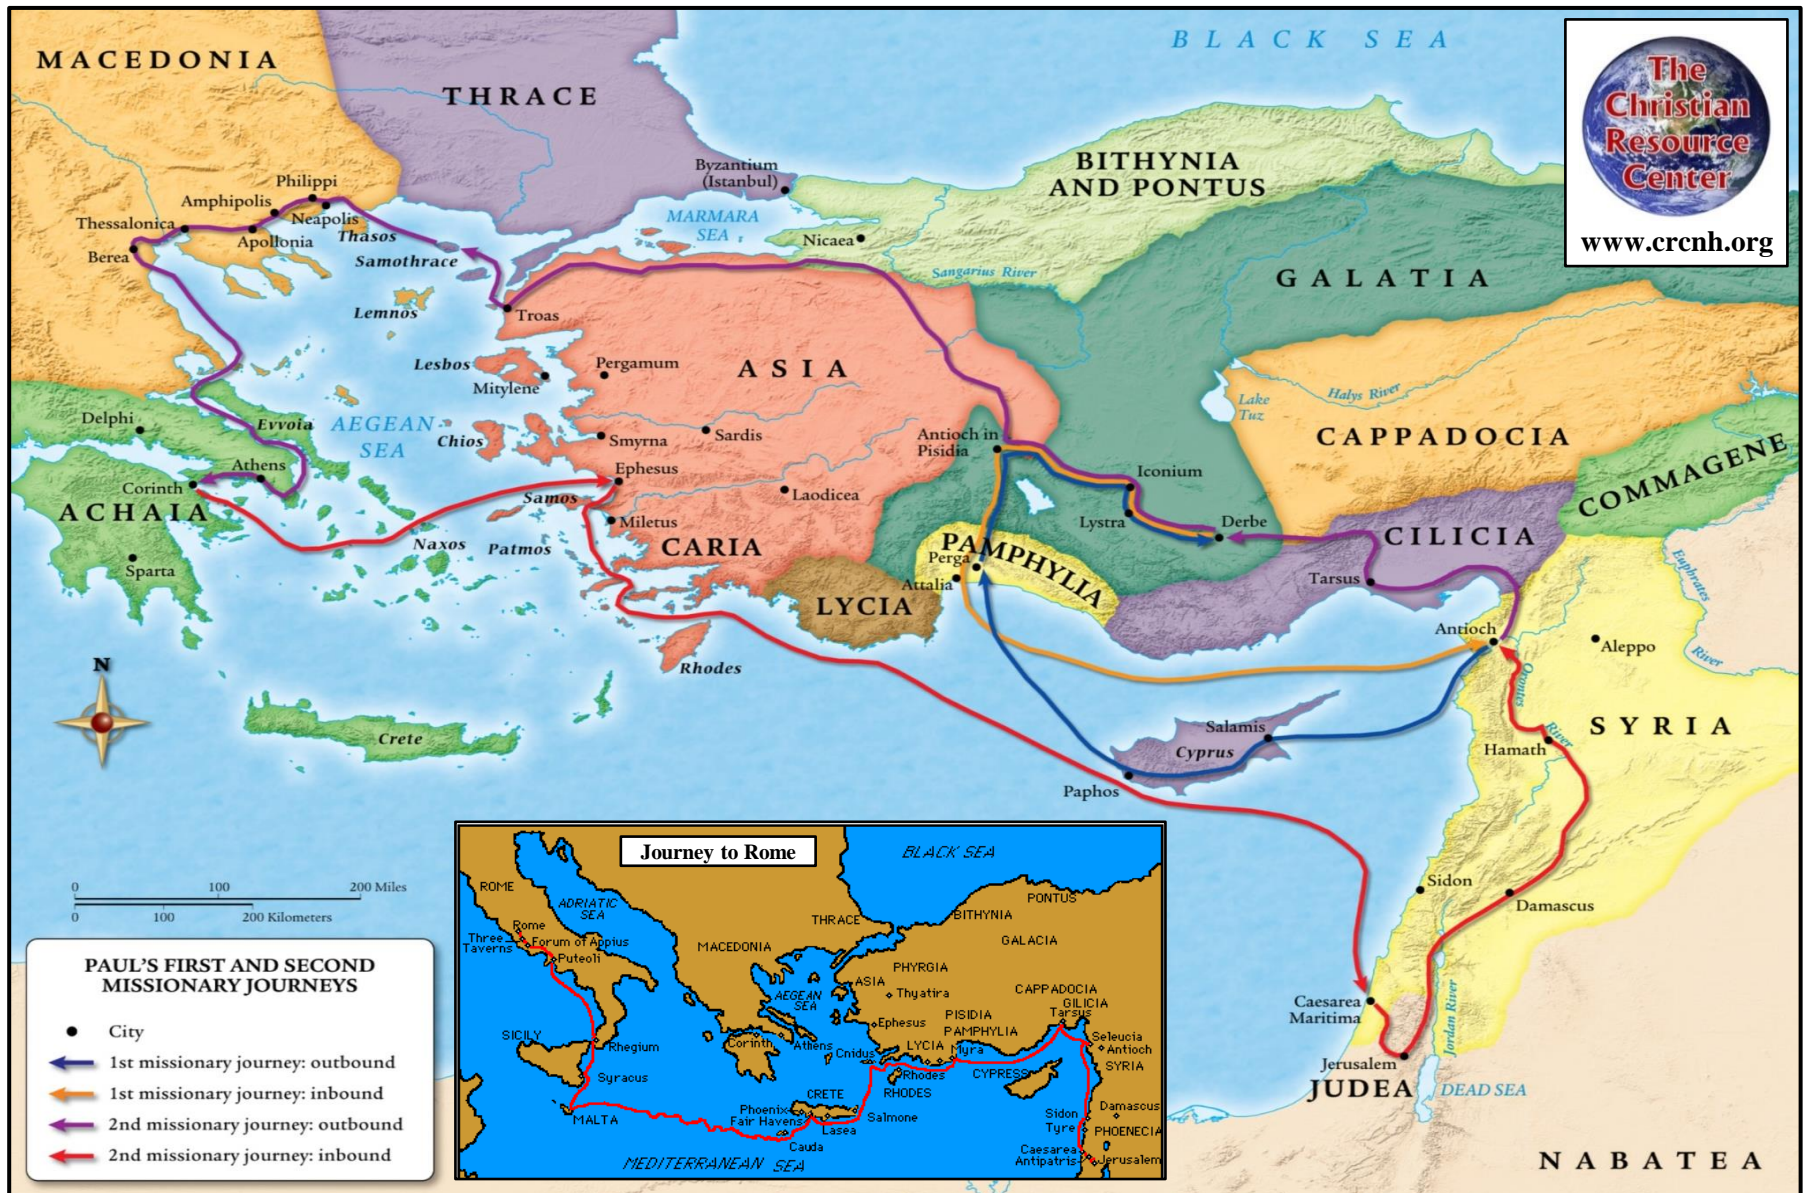 MACEDONIA
THRACE
BLACK SEA
The
Christian
Resource
Center
www.crcnh.org
Byzantium
(Istanbul)
BITHYNIA
AND PONTUS
Philippi
Amphipolis
Neapolis
Thessalonica
Apollonia
Thasos
Berea
Samothrace
MARMARA
SEA
Nicaea
Sangarius River
GALATIA
Lemnos
Troas
Lesbos
Mitylene
Pergamum
ASIA
Halys River
Lake
Tuz
Delphi
Evvoia
AEGEAN
SEA
Chios
Smyrna
Sardis
Antioch in
Pisidia
CAPPADOCIA
COMMAGENE
Athens
Corinth
ACHAIA
Ephesus
Samos
Laodicea
Iconium
Lystra
Derbe
CILICIA
Miletus
Naxos
Patmos
CARIA
PAMPHYLIA
Perga
Attalia
Sparta
LYCIA
Tarsus
Euphrates
River
Antioch
Aleppo
Orontes
River
Rhodes
N
Crete
Salamis
Cyprus
Paphos
Hamath
SYRIA
Sidon
Damascus
Caesarea
Maritima
Jordan River
Jerusalem
JUDEA
DEAD SEA
NABATEA
0 100 200 Miles
0 100 200 Kilometers
PAUL'S FIRST AND SECOND
MISSIONARY JOURNEYS
City
1st missionary journey: outbound
1st missionary journey: inbound
2nd missionary journey: outbound
2nd missionary journey: inbound
Journey to Rome
BLACK SEA
ROME
ADRIATIC
SEA
PONTUS
BITHYNIA
THRACE
Rome
Three
Taverns
Forum of Appius
Puteoli
MACEDONIA
GALACIA
PHYRGIA
ASIA
Thyatira
AEGEAN
SEA
CAPPADOCIA
GILICIA
Tarsus
PISIDIA
PAMPHYLIA
Ephesus
SICILY
Rhegium
Corinth
Athens
Cnidus
LYCIA
Myra
Seleucia
Antioch
SYRIA
Syracus
Rhodes
RHODES
CYPRESS
CRETE
MALTA
Phoenix
Fair Havens
Lasea
Salmone
Cauda
Sidon
Tyre
Damascus
PHOENECIA
Caesarea
Antipatris
Jerusalem
MEDITERRANEAN SEA